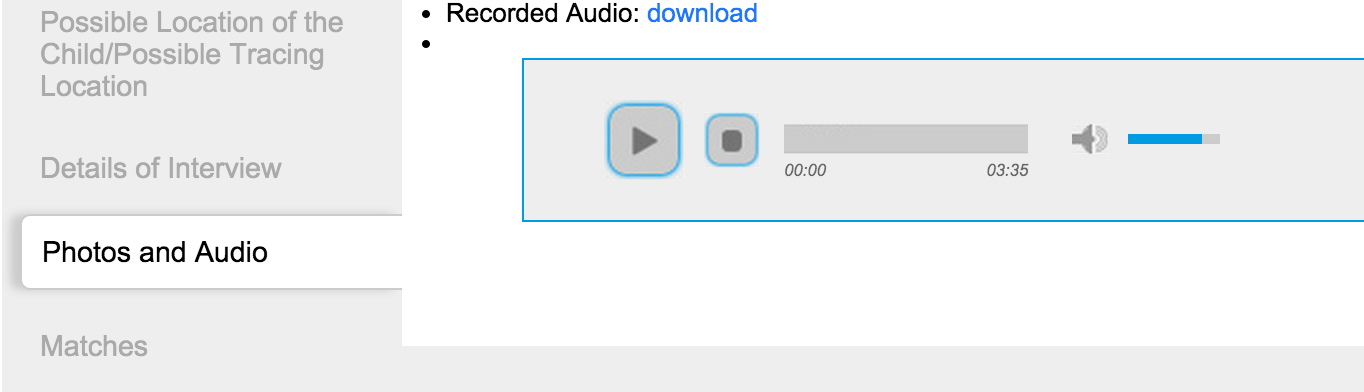 Possible Location of the
Child/Possible Tracing
Location
Details of Interview
Photos and Audio
Matches
Recorded Audio: download
00:00 03:35